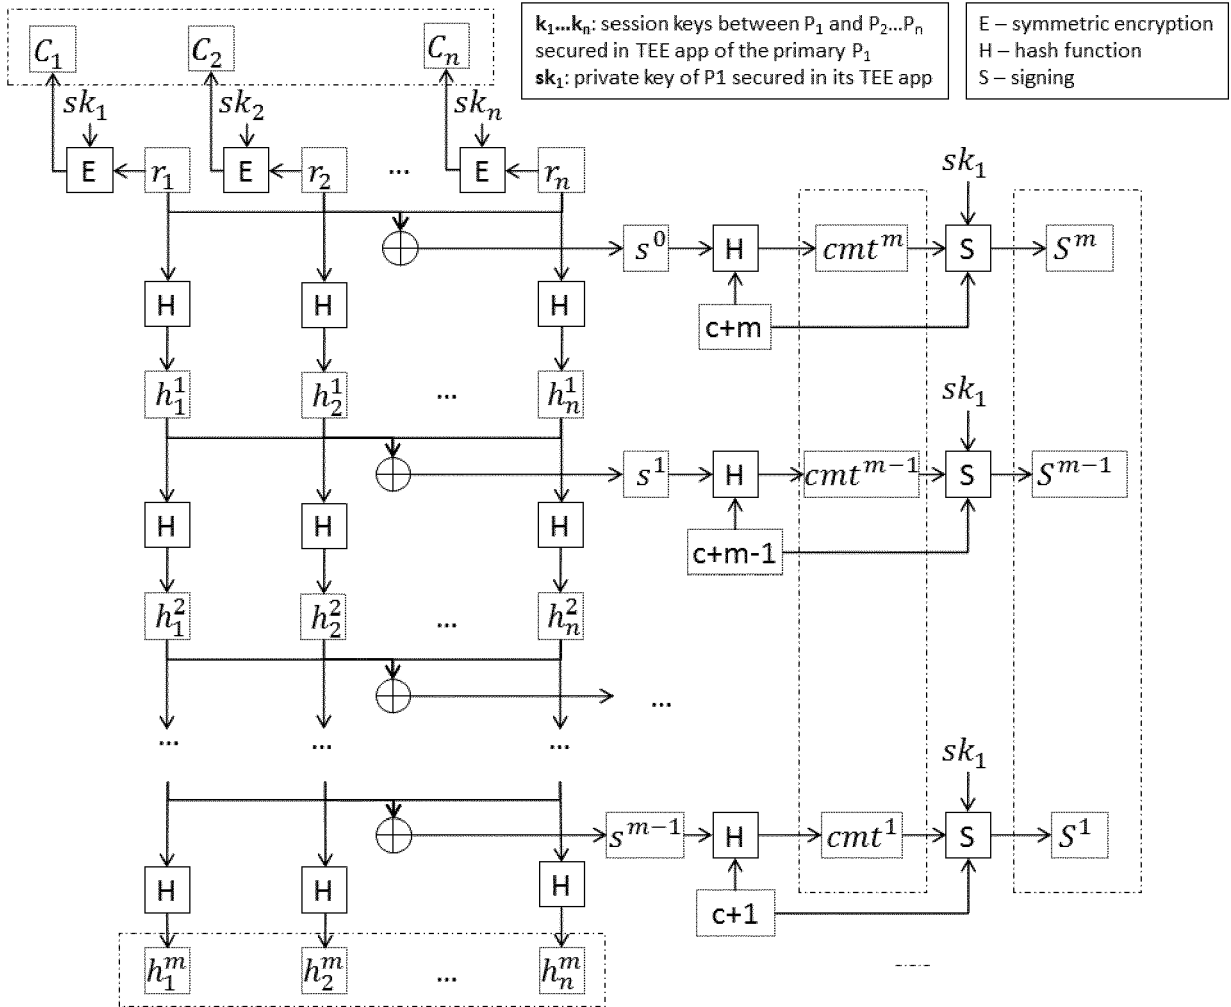 C₁ C₂ Cₙ
k₁...kₙ: session keys between P₁ and P₂...Pₙ
secured in TEE app of the primary P₁
sk₁: private key of P1 secured in its TEE app
E – symmetric encryption
H – hash function
S – signing
sk₁ sk₂ skₙ
E r₁ E r₂ ... E rₙ
sk₁
s⁰ H cmtᵐ S Sᵐ
H H H
c+m
h₁¹ h₂¹ ... hₙ¹
sk₁
s¹ H cmtᵐ⁻¹ S Sᵐ⁻¹
H H H
c+m-1
h₁² h₂² ... hₙ²
...
... ... ...
sk₁
sᵐ⁻¹ H cmt¹ S S¹
H H H
c+1
h₁ᵐ h₂ᵐ ... hₙᵐ